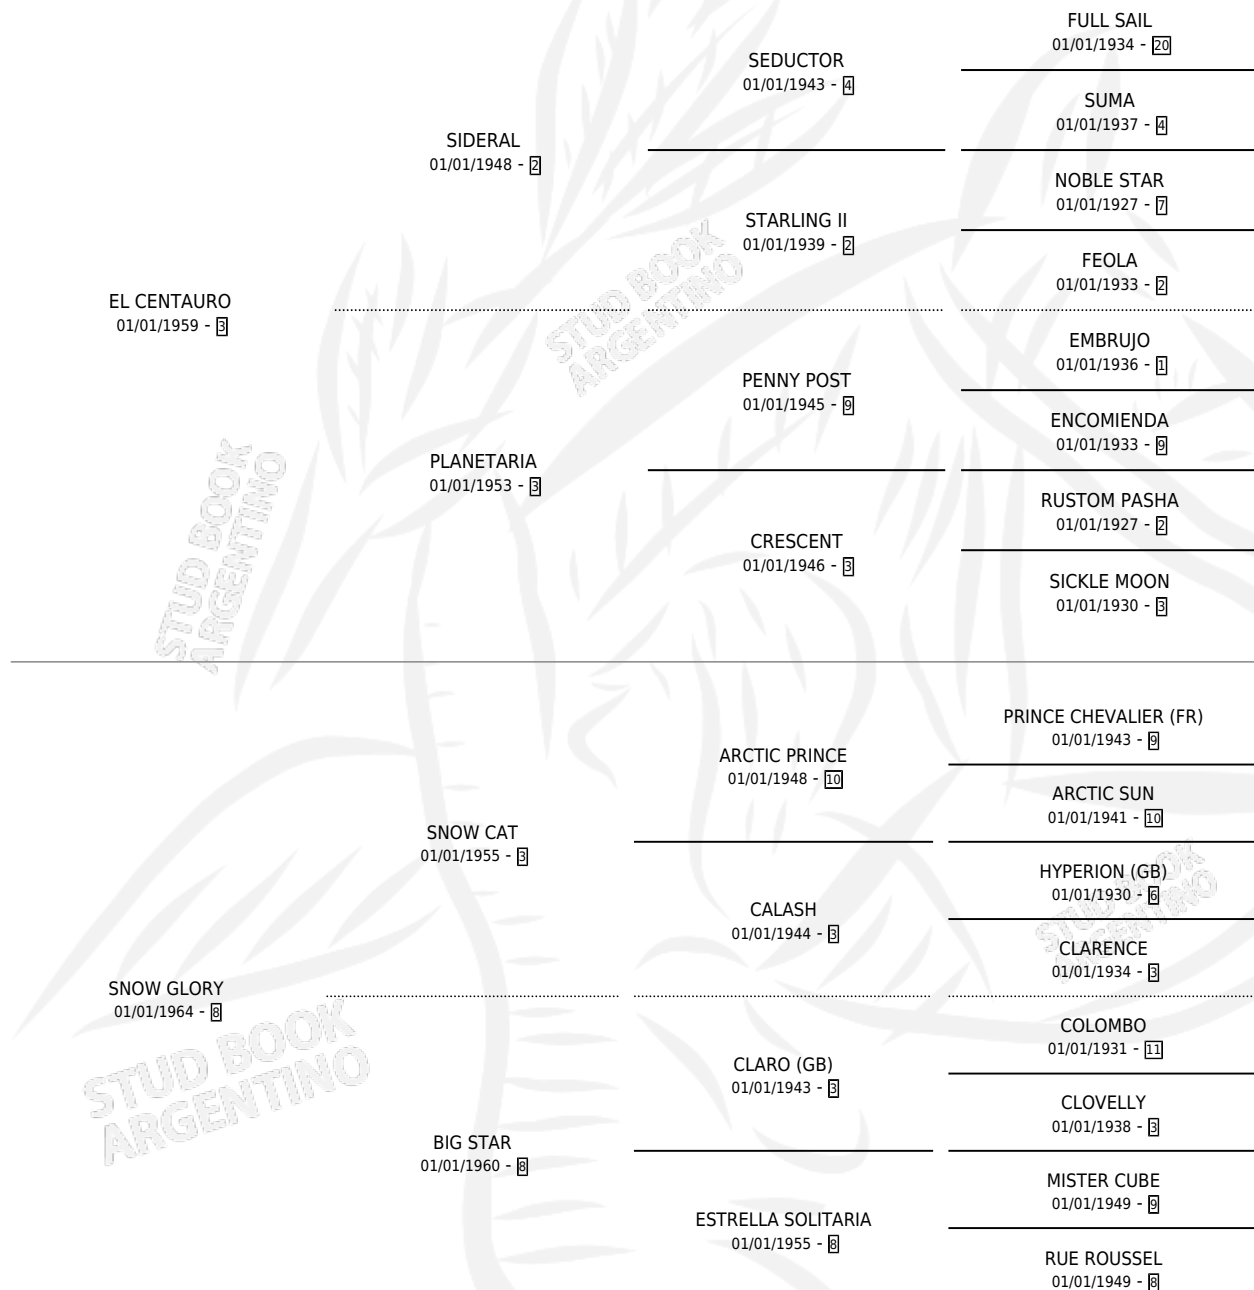 FULL SAIL
01/01/1934 - 20
SEDUCTOR
01/01/1943 - 4
SUMA
01/01/1937 - 4
SIDERAL
01/01/1948 - 2
NOBLE STAR
01/01/1927 - 7
STARLING II
01/01/1939 - 2
FEOLA
01/01/1933 - 2
EL CENTAURO
01/01/1959 - 3
STUD BOOK
ARGENTINO
EMBRUJO
01/01/1936 - 1
PENNY POST
01/01/1945 - 9
ENCOMIENDA
01/01/1933 - 9
PLANETARIA
01/01/1953 - 3
RUSTOM PASHA
01/01/1927 - 2
CRESCENT
01/01/1946 - 3
SICKLE MOON
01/01/1930 - 3
STUD BOOK
ARGENTINO
PRINCE CHEVALIER (FR)
01/01/1943 - 9
ARCTIC PRINCE
01/01/1948 - 10
ARCTIC SUN
01/01/1941 - 10
SNOW CAT
01/01/1955 - 3
HYPERION (GB)
01/01/1930 - 6
CALASH
01/01/1944 - 3
STUD BOOK
ARGENTINO
CLARENCE
01/01/1934 - 3
SNOW GLORY
01/01/1964 - 8
STUD BOOK
ARGENTINO
COLOMBO
01/01/1931 - 11
CLARO (GB)
01/01/1943 - 3
CLOVELLY
01/01/1938 - 3
BIG STAR
01/01/1960 - 8
MISTER CUBE
01/01/1949 - 9
ESTRELLA SOLITARIA
01/01/1955 - 8
RUE ROUSSEL
01/01/1949 - 8